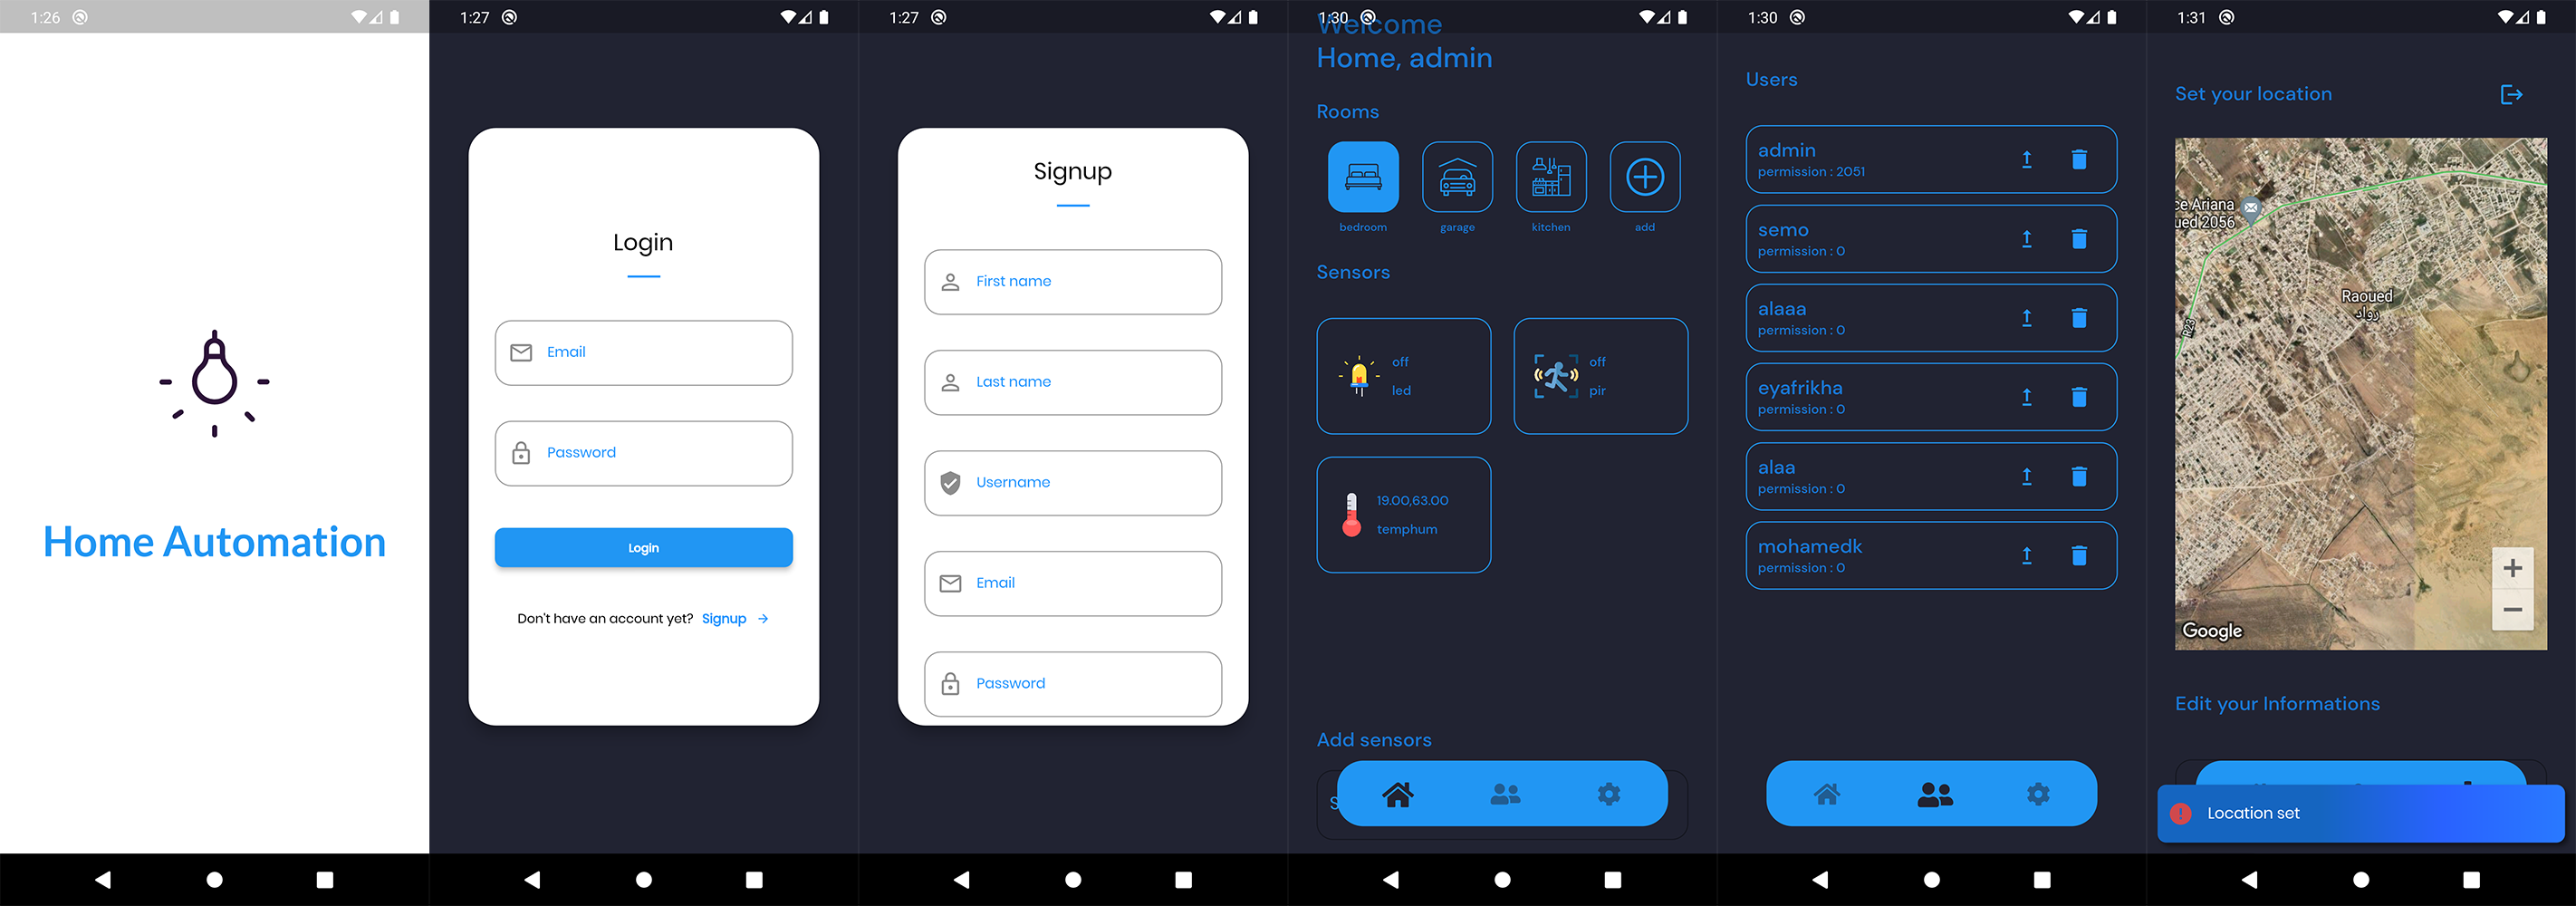 1:26
Home Automation
1:27
Login
Email
Password
Login
Don't have an account yet? Signup
1:27
Signup
First name
Last name
Username
Email
Password
1:30
Welcome
Home, admin
Rooms
bedroom
garage
kitchen
add
Sensors
off
led
off
pir
19.00,63.00
temphum
Add sensors
S
1:30
Users
admin
permission : 2051
semo
permission : 0
alaaa
permission : 0
eyafrikha
permission : 0
alaa
permission : 0
mohamedk
permission : 0
1:31
Set your location
ce Ariana
ued 2056
Raoued
رواد
R23
Google
Edit your Informations
Location set